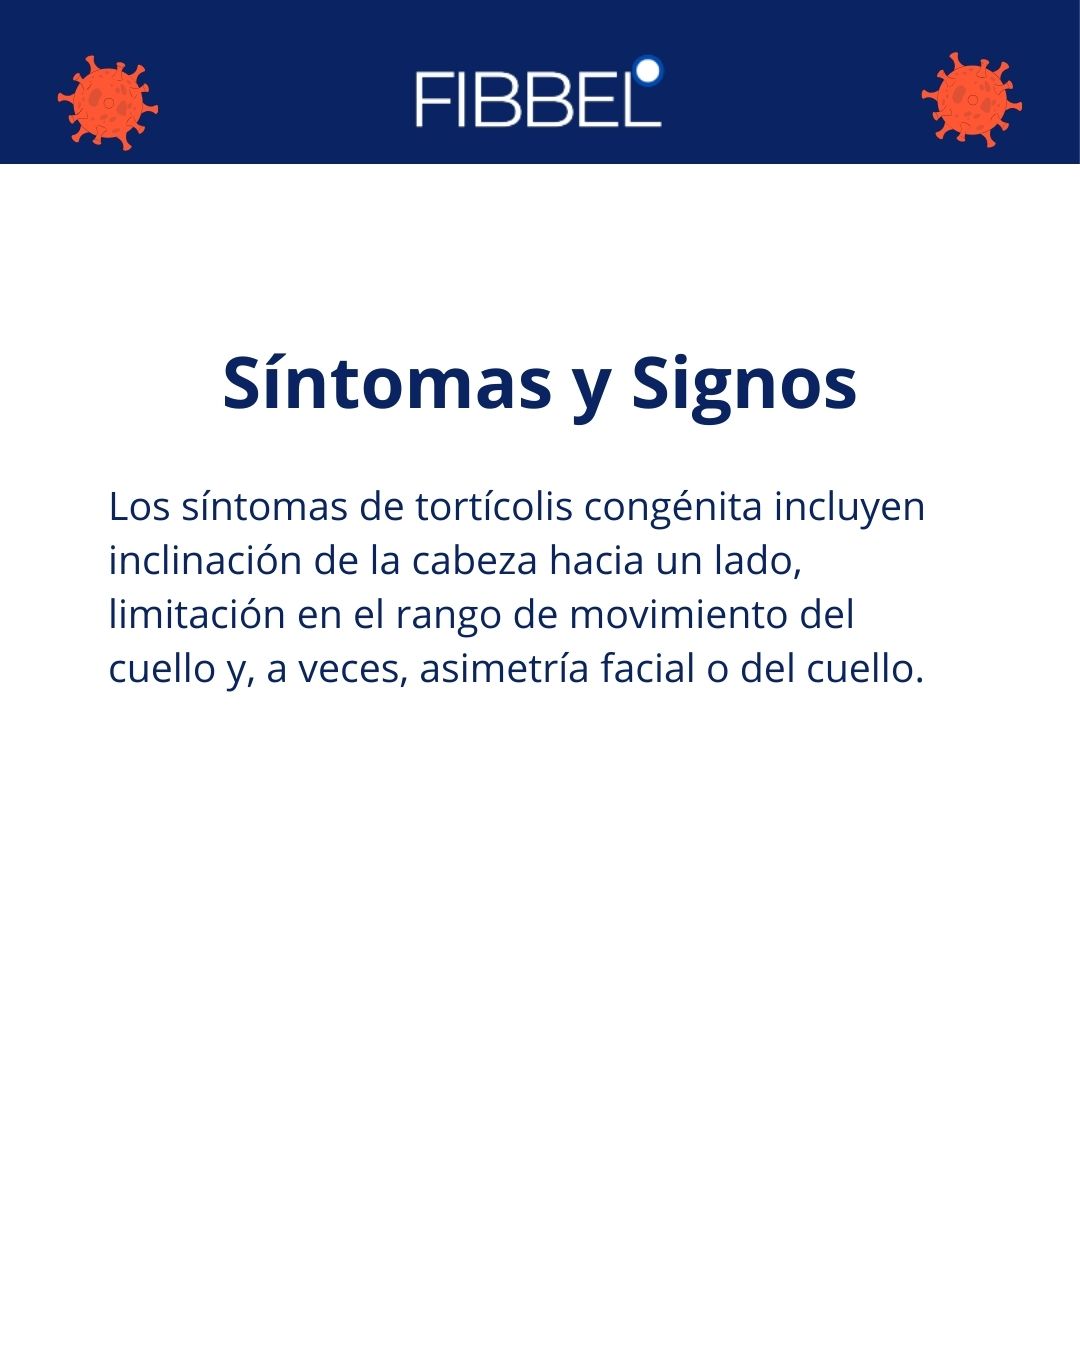 FIBBEL
Síntomas y Signos
Los síntomas de tortícolis congénita incluyen
inclinación de la cabeza hacia un lado,
limitación en el rango de movimiento del
cuello y, a veces, asimetría facial o del cuello.